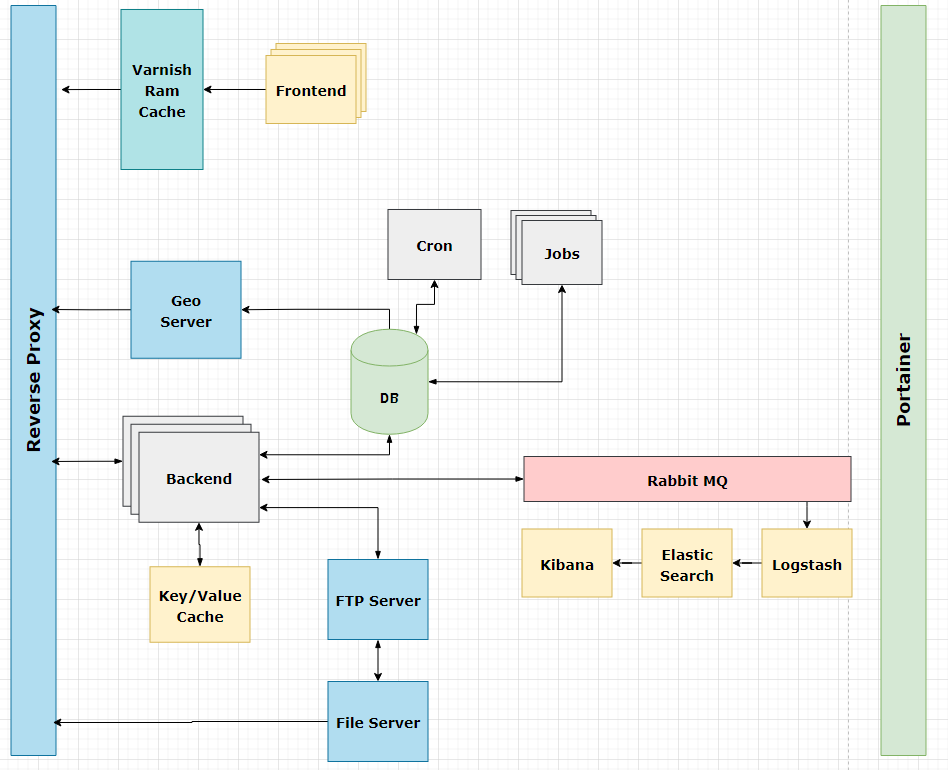 Varnish
Ram
Cache
Frontend
Cron
Jobs
Geo
Server
Reverse Proxy
Portainer
DB
Backend
Rabbit MQ
Kibana
Elastic
Search
Logstash
Key/Value
Cache
FTP Server
File Server